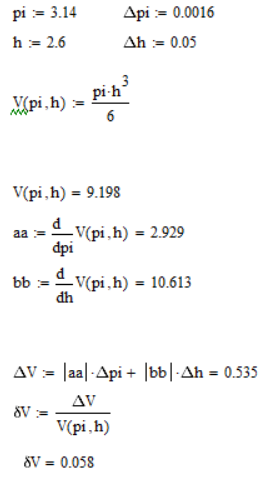 pi := 3.14 Δpi := 0.0016
h := 2.6 Δh := 0.05
V(pi,h) := pi·h³/6
V(pi,h) = 9.198
aa := d/dpi V(pi,h) = 2.929
bb := d/dh V(pi,h) = 10.613
ΔV := |aa|·Δpi + |bb|·Δh = 0.535
δV := ΔV/V(pi,h)
δV = 0.058